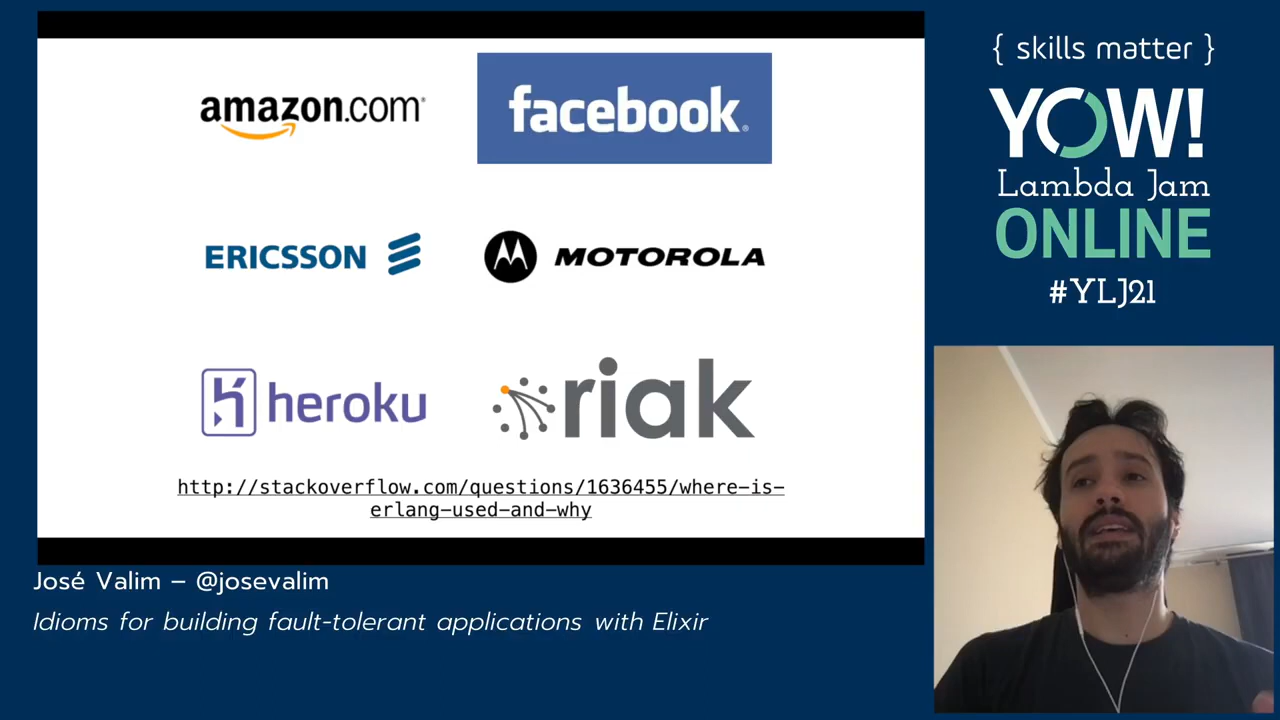 amazon.com
facebook.
ERICSSON
MOTOROLA
heroku
riak
http://stackoverflow.com/questions/1636455/where-is-
erlang-used-and-why
{ skills matter }
YOW!
Lambda Jam
ONLINE
#YLJ21
José Valim – @josevalim
Idioms for building fault-tolerant applications with Elixir